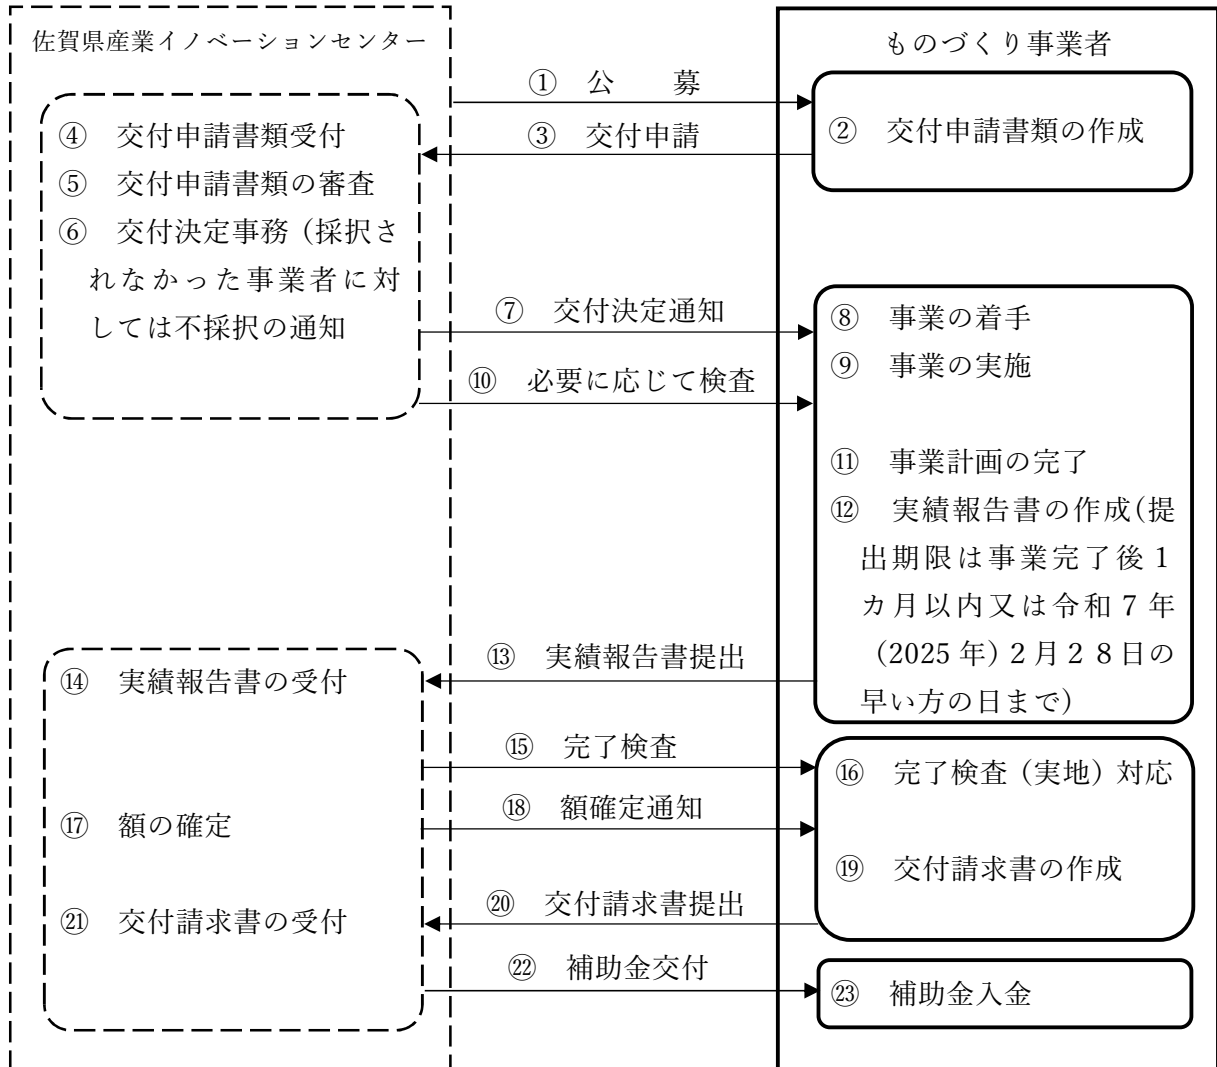 佐賀県産業イノベーションセンター
ものづくり事業者
① 公　　募
② 交付申請書類の作成
③ 交付申請
④ 交付申請書類受付
⑤ 交付申請書類の審査
⑥ 交付決定事務（採択さ
れなかった事業者に対
しては不採択の通知
⑦ 交付決定通知
⑧ 事業の着手
⑨ 事業の実施
⑩ 必要に応じて検査
⑪ 事業計画の完了
⑫ 実績報告書の作成(提
出期限は事業完了後１
カ月以内又は令和７年
（2025 年）２月２８日の
早い方の日まで）
⑬ 実績報告書提出
⑭ 実績報告書の受付
⑮ 完了検査
⑯ 完了検査（実地）対応
⑰ 額の確定
⑱ 額確定通知
⑲ 交付請求書の作成
⑳ 交付請求書提出
㉑ 交付請求書の受付
㉒ 補助金交付
㉓ 補助金入金